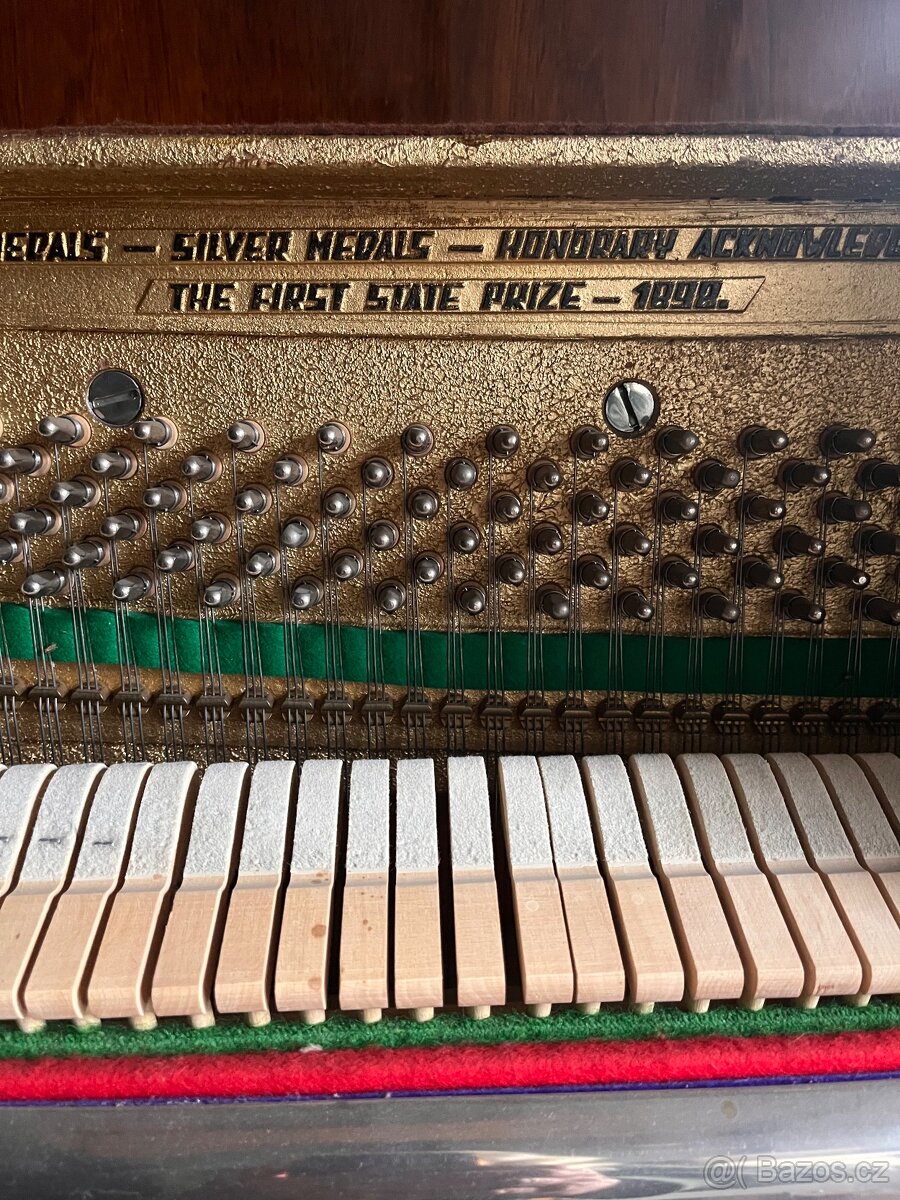 MEDALS — SILVER MEDALS — HONORARY ACKNOWLEDG
THE FIRST STATE PRIZE — 1898.
@( Bazos.cz